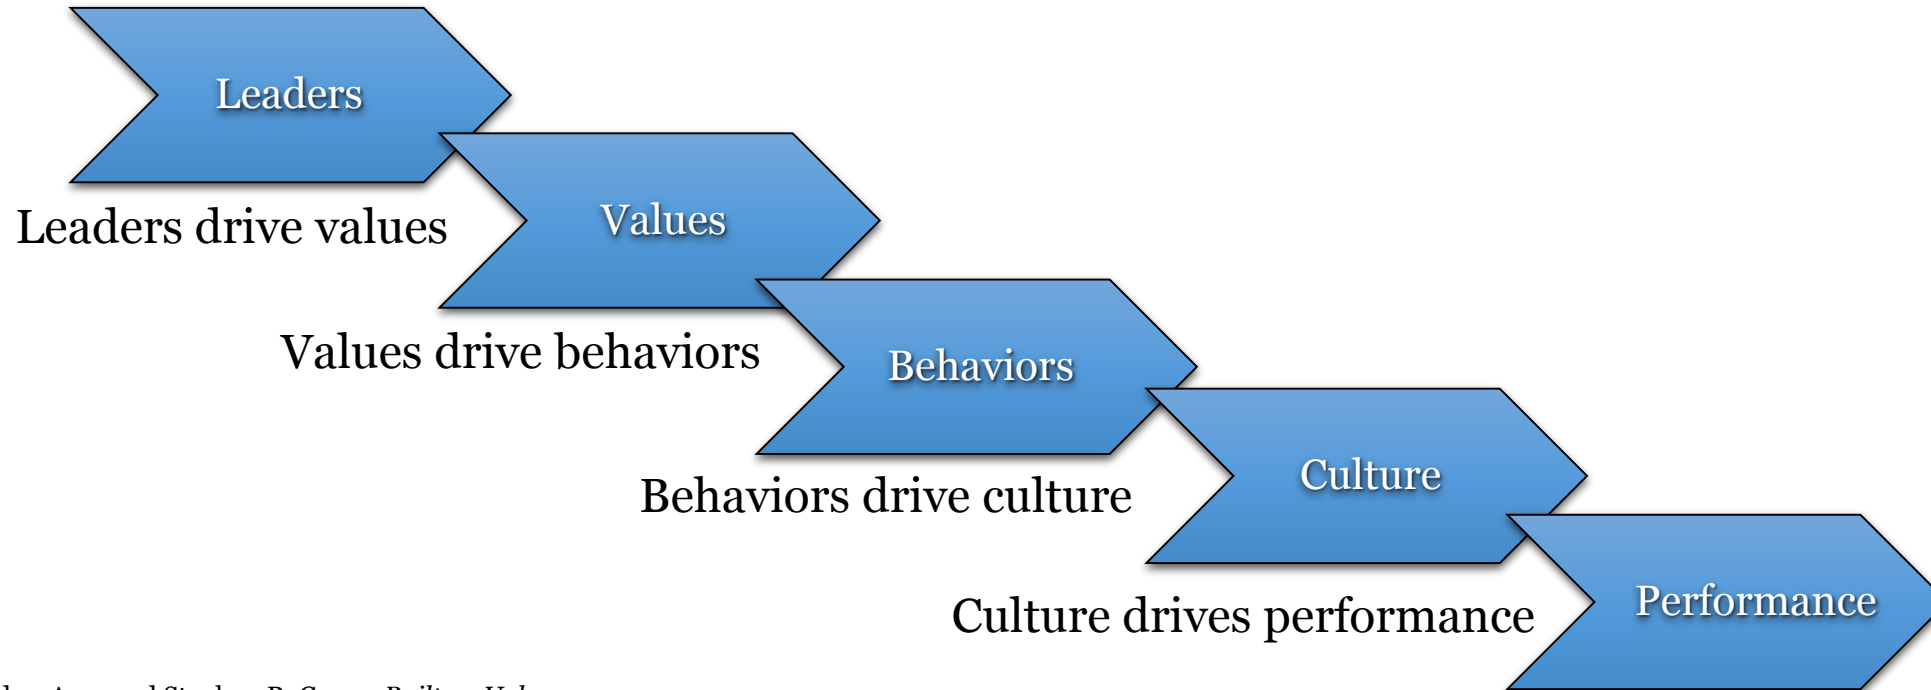 Leaders
Leaders drive values
Values
Values drive behaviors
Behaviors
Behaviors drive culture
Culture
Culture drives performance
Performance